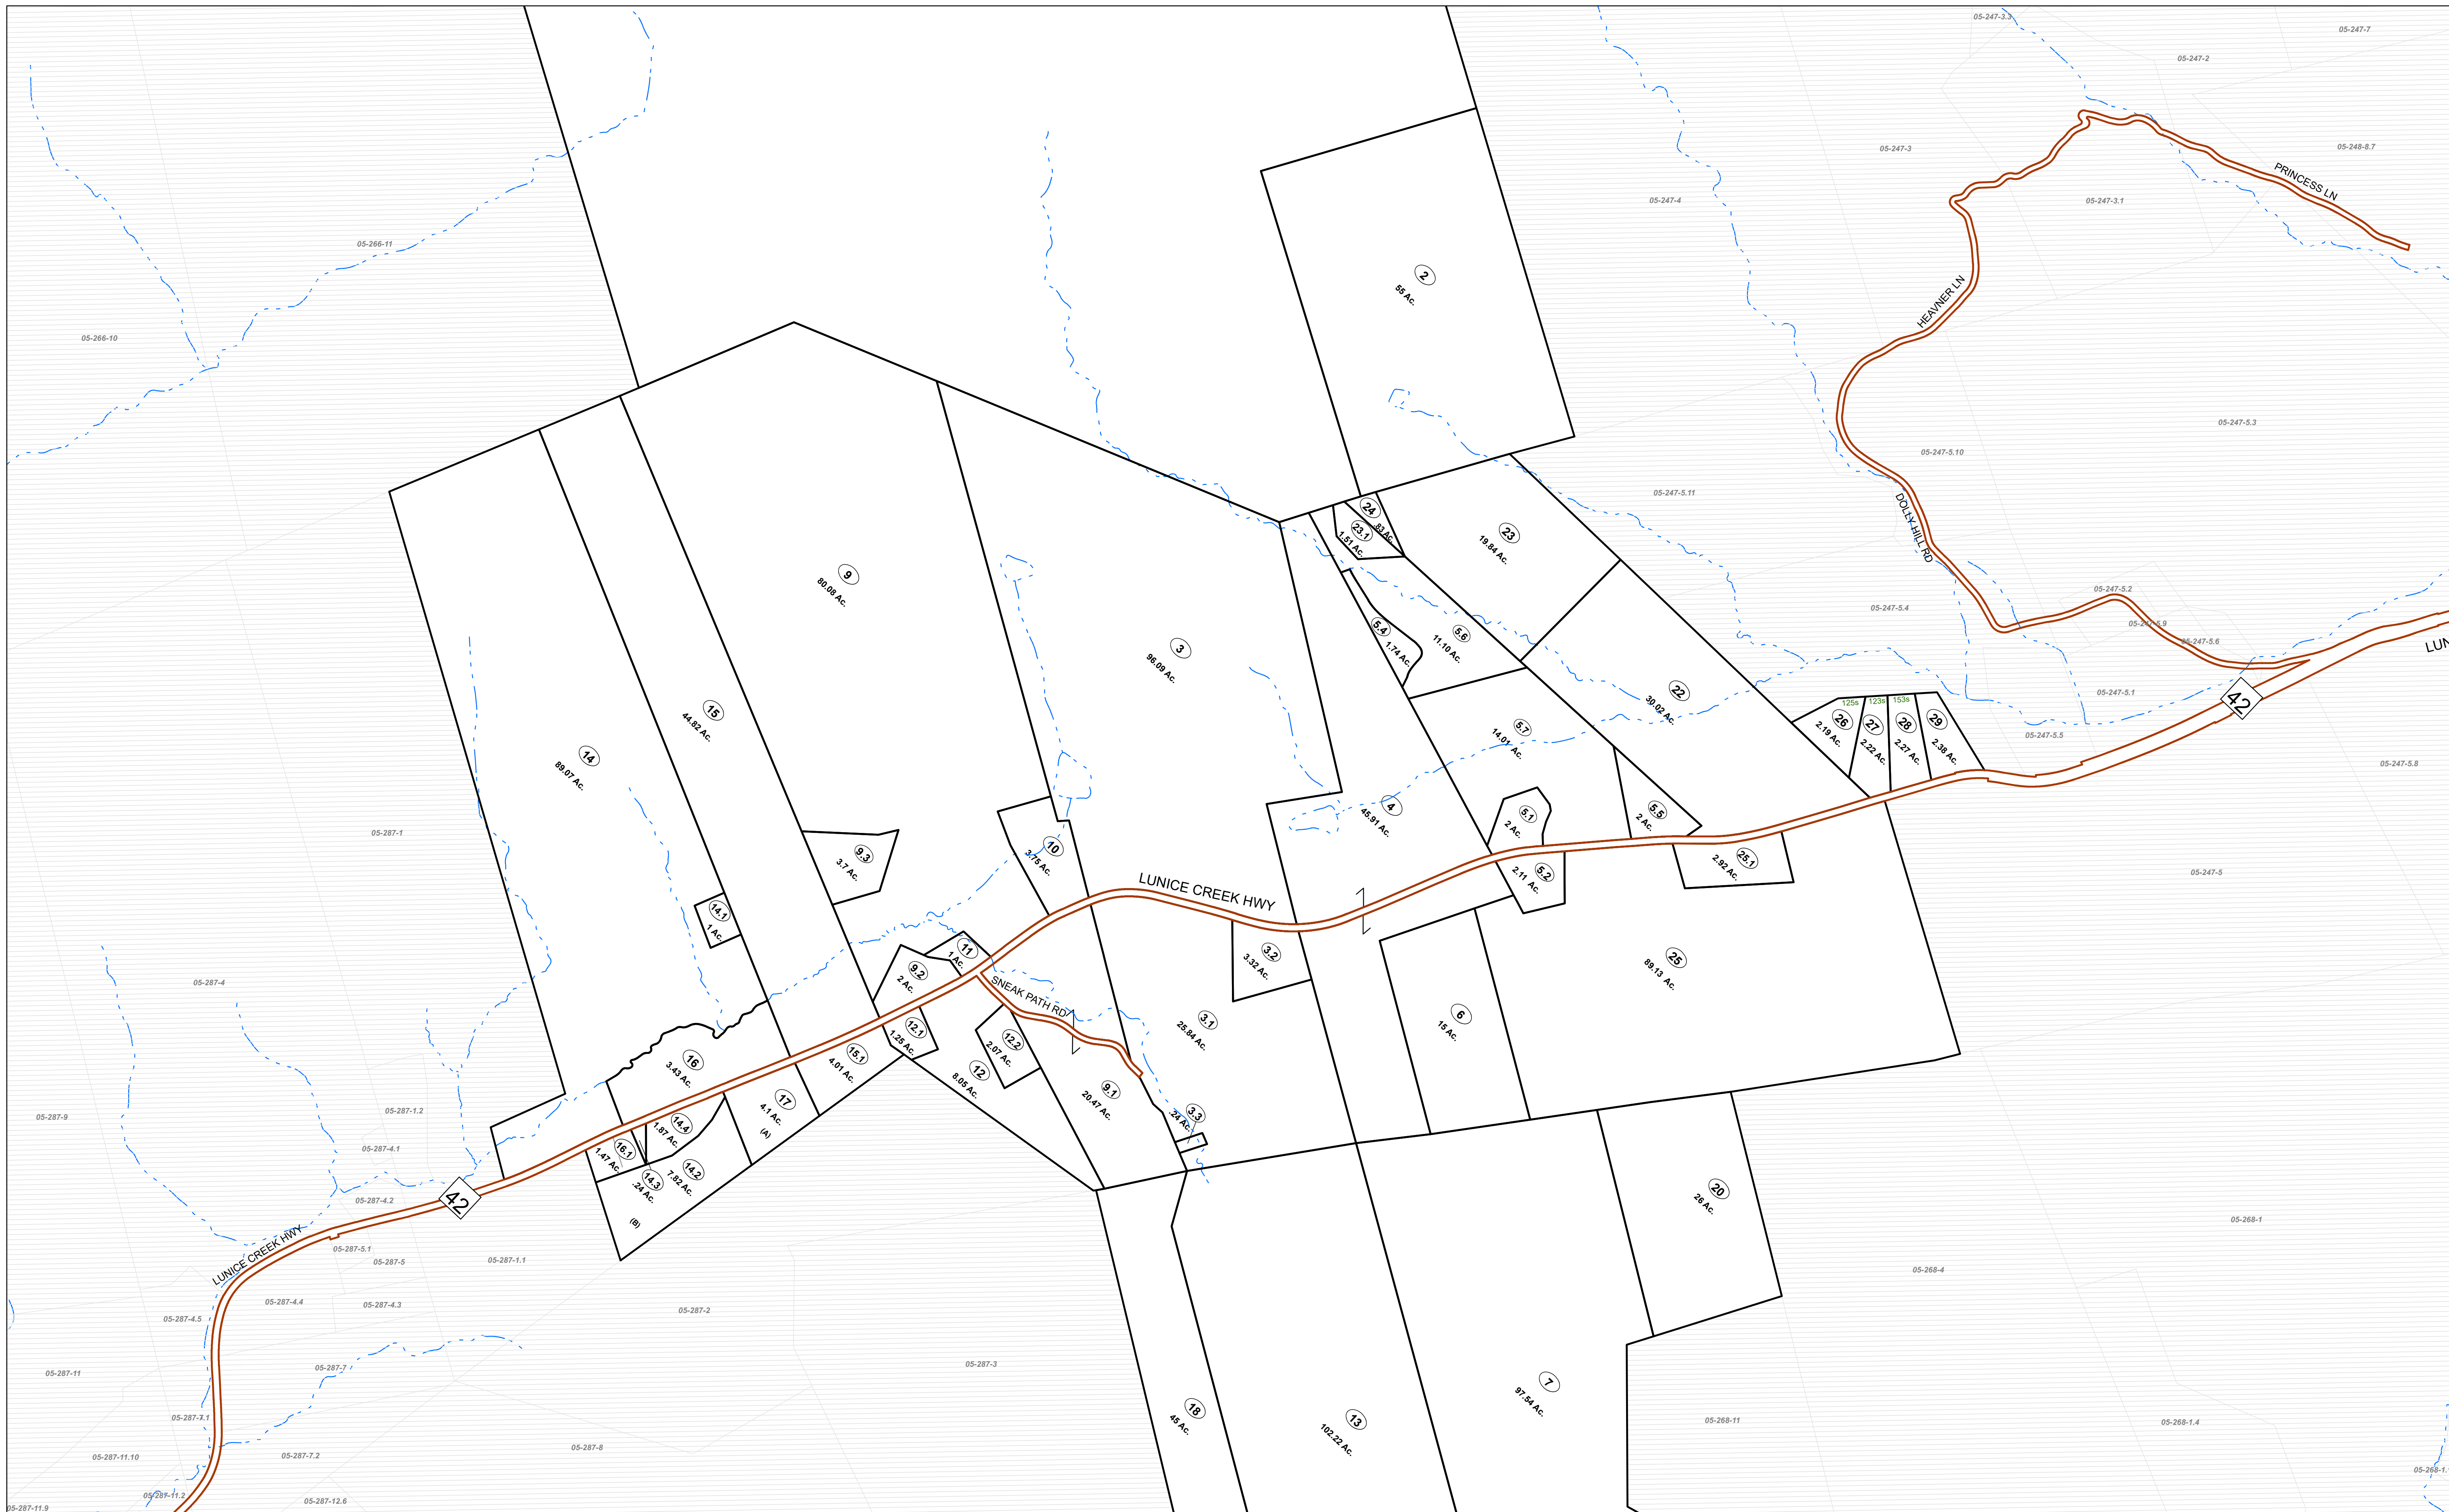 05-247-3.3
05-247-7
05-247-2
05-247-3
05-248-8.7
PRINCESS LN
05-247-4
05-247-3.1
05-266-11
2
55 Ac.
HEAVNER LN
05-266-10
05-247-5.3
05-247-5.10
05-247-5.11
24
.83 Ac.
23.1
1.51 Ac.
23
19.84 Ac.
DOLLY HILL RD
9
80.08 Ac.
05-247-5.2
05-247-5.4
05-247-5.9
05-247-5.6
5.4
1.74 Ac.
5.6
11.10 Ac.
3
96.09 Ac.
LUN
22
30.02 Ac.
05-247-5.1
42
15
44.82 Ac.
125s
123s
153s
26
2.19 Ac.
27
2.22 Ac.
28
2.27 Ac.
29
2.38 Ac.
5.7
14.01 Ac.
05-247-5.5
14
89.07 Ac.
05-247-5.8
4
45.91 Ac.
5.1
2 Ac.
5.5
2 Ac.
05-287-1
9.3
3.7 Ac.
10
3.75 Ac.
25.1
2.92 Ac.
5.2
2.11 Ac.
05-247-5
LUNICE CREEK HWY
14.1
1 Ac.
11
1 Ac.
3.2
3.32 Ac.
25
89.13 Ac.
9.2
2 Ac.
05-287-4
SNEAK PATH RD
6
15 Ac.
3.1
25.84 Ac.
12.1
1.25 Ac.
12.2
2.07 Ac.
15.1
4.01 Ac.
16
3.43 Ac.
12
8.05 Ac.
9.1
20.47 Ac.
17
4.1 Ac.
(A)
05-287-9
05-287-1.2
3.3
.24 Ac.
14.4
1.87 Ac.
16.1
1.47 Ac.
05-287-4.1
14.2
7.82 Ac.
14.3
.24 Ac.
(B)
20
26 Ac.
42
05-287-4.2
05-268-1
LUNICE CREEK HWY
05-287-5.1
05-287-5
05-287-1.1
05-268-4
05-287-4.4
05-287-4.3
05-287-2
05-287-4.5
05-287-3
05-287-7
05-287-11
7
97.54 Ac.
18
45 Ac.
13
102.22 Ac.
05-287-7.1
05-268-11
05-268-1.4
05-287-8
05-287-11.10
05-287-7.2
05-268-1.
05-287-11.2
05-287-12.6
05-287-11.9